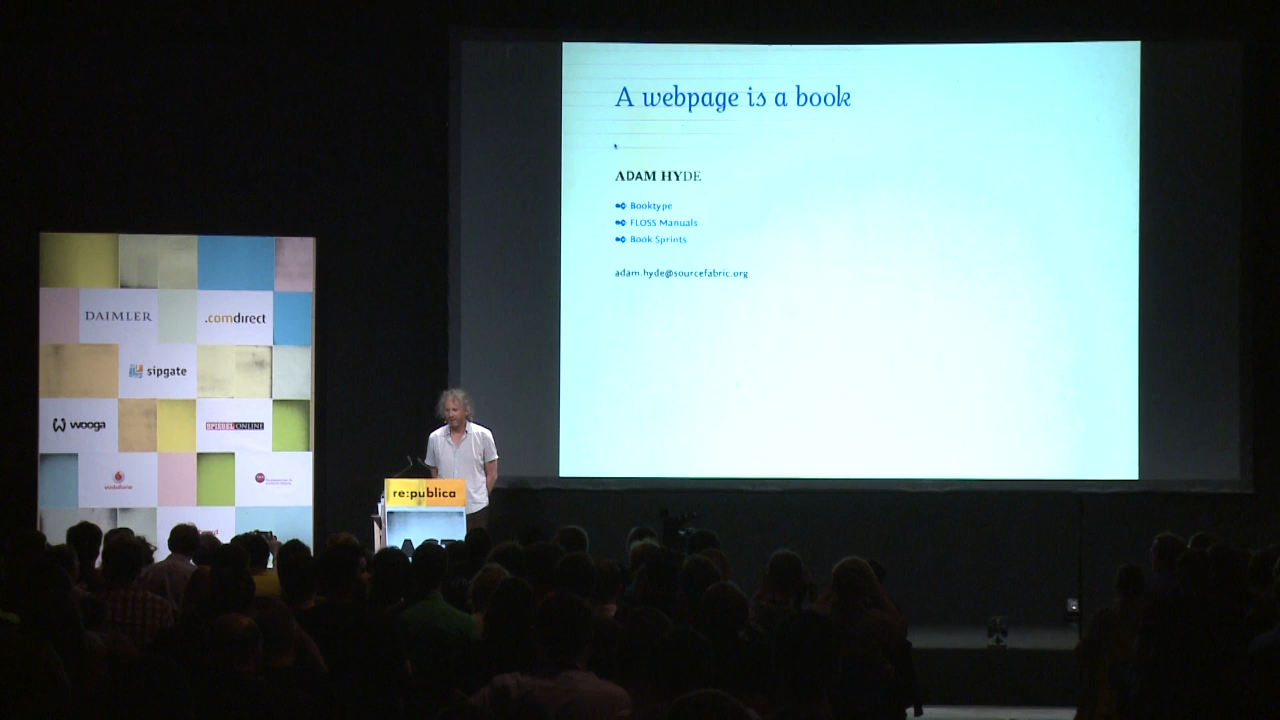 A webpage is a book
ADAM HYDE
Booktype
FLOSS Manuals
Book Sprints
adam.hyde@sourcefabric.org
DAIMLER
.comdirect
sipgate
wooga
SPIEGEL ONLINE
vodafone
re:publica